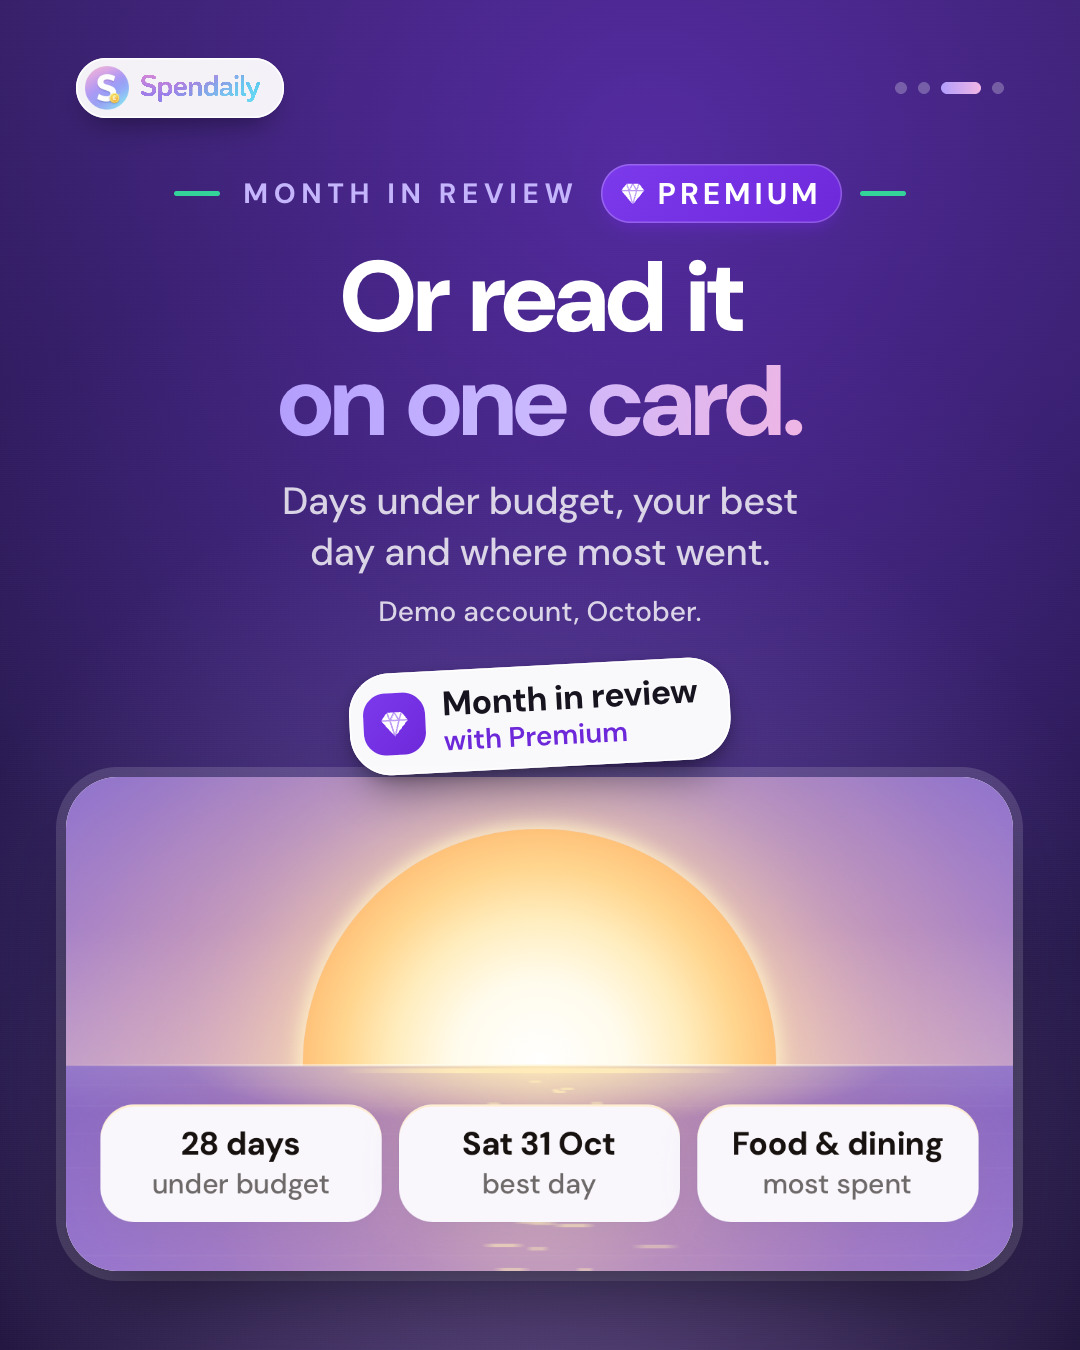 Spendaily
MONTH IN REVIEW PREMIUM
Or read it
on one card.
Days under budget, your best
day and where most went.
Demo account, October.
Month in review
with Premium
28 days
under budget
Sat 31 Oct
best day
Food & dining
most spent